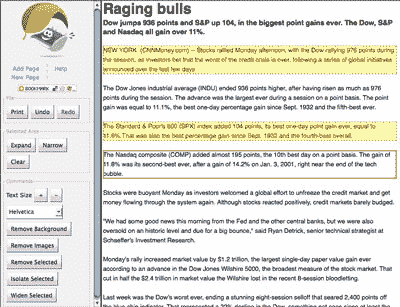 Raging bulls
Dow jumps 936 points and S&P up 104, in the biggest point gains ever. The Dow, S&P
and Nasdaq all gain over 11%.
NEW YORK (CNNMoney.com) -- Stocks rallied Monday afternoon, with the Dow rallying 976 points during
the session, as investors bet that the worst of the credit crisis is over, following a series of global initiatives
announced over the last few days.
The Dow Jones industrial average (INDU) ended 936 points higher, after having risen as much as 976
points during the session. The advance was the largest ever during a session on a point basis. The point
gain was equal to 11.1%, the best one-day percentage gain since Sept. 1932 and the fifth-best ever.
The Standard & Poor's 500 (SPX) index added 104 points, its best one-day point gain ever, equal to
11.6%. That was also the best percentage gain since Sept. 1933 and the fourth-best overall.
The Nasdaq composite (COMP) added almost 195 points, the 10th best day on a point basis. The gain of
11.8% was its second-best ever, after a gain of 14.2% on Jan. 3, 2001, right near the end of the tech
bubble.
Stocks were buoyant Monday as investors welcomed a global effort to unfreeze the credit market and get
money flowing through the system again. Although stocks reacted positively, credit markets barely budged.
"We had some good news this morning from the Fed and the other central banks, but we were also
oversold on an historic level and due for a big bounce," said Ryan Detrick, senior technical strategist at
Schaeffer's Investment Research.
Monday's rally increased market value by $1.2 trillion, the largest single-day paper value gain ever
according to an advance in the Dow Jones Wilshire 5000, the broadest measure of the stock market. That
cut in half the $2.4 trillion in market value the Wilshire lost in the recent 8-session bloodletting.
Last week was the Dow's worst ever, ending a stunning eight-session selloff that seared 2,400 points off
Add Page
Help
New Page
File
Print
Undo
Redo
Selected Area
Expand
Narrow
Clear
Commands
Text Size
+
-
Helvetica
Remove Background
Remove Images
Remove Selected
Isolate Selected
Widen Selected